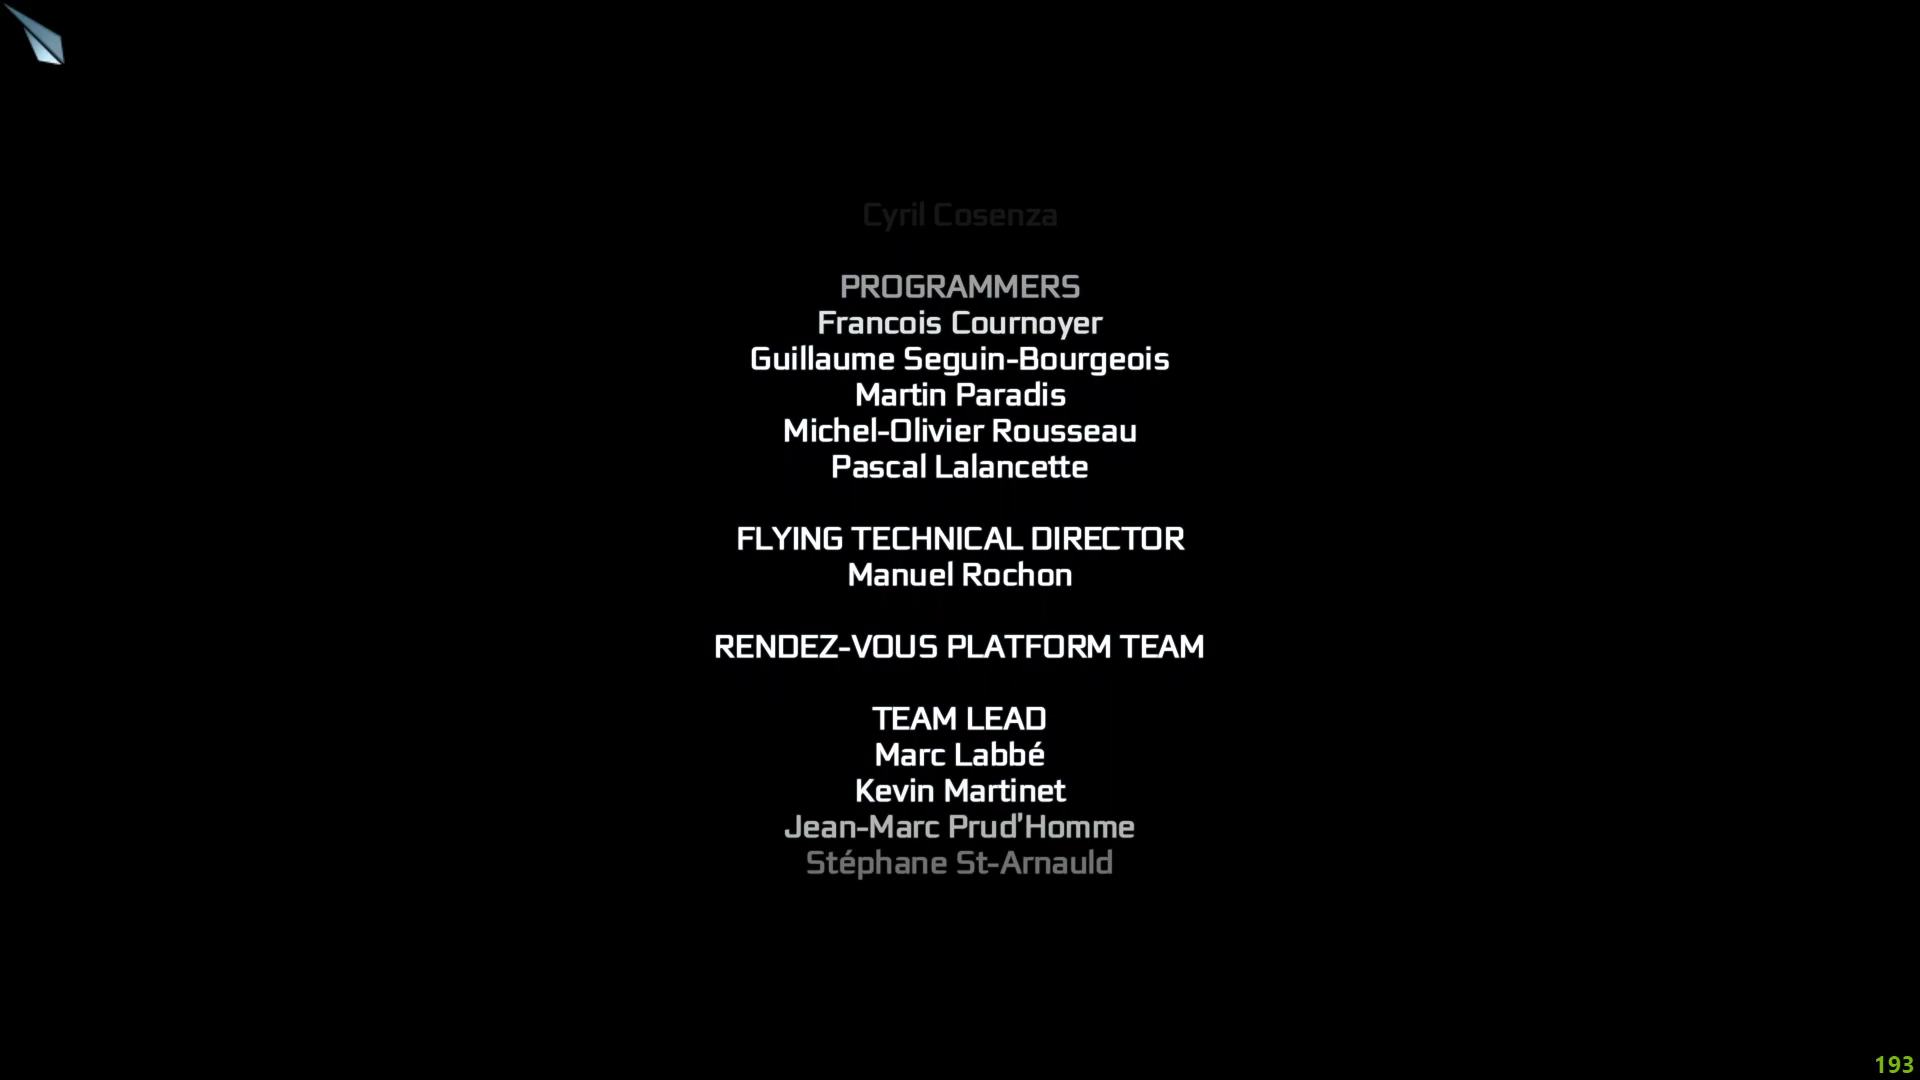 Cyril Cosenza
PROGRAMMERS
Francois Cournoyer
Guillaume Seguin-Bourgeois
Martin Paradis
Michel-Olivier Rousseau
Pascal Lalancette
FLYING TECHNICAL DIRECTOR
Manuel Rochon
RENDEZ-VOUS PLATFORM TEAM
TEAM LEAD
Marc Labbé
Kevin Martinet
Jean-Marc Prud'Homme
Stéphane St-Arnauld
193